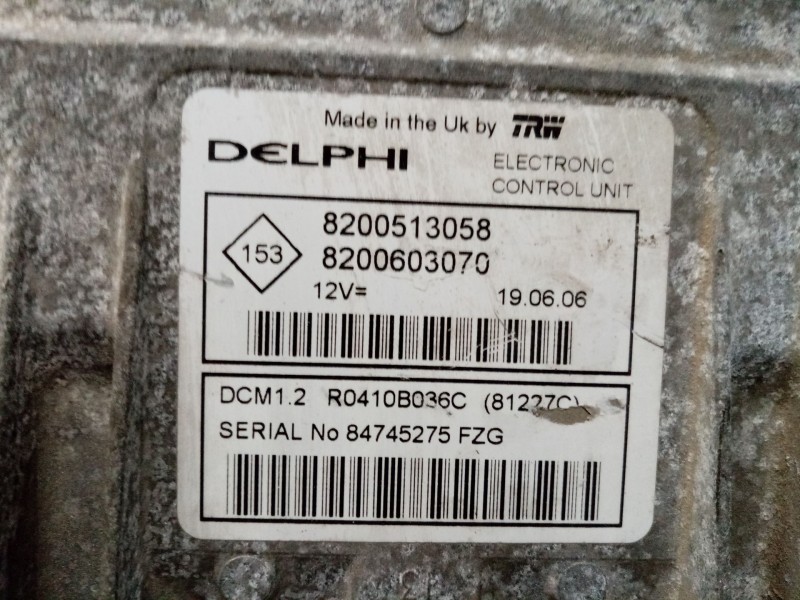 Made in the Uk by TRW
DELPHI ELECTRONIC
CONTROL UNIT
153
8200513058
8200603070
12V= 19.06.06
DCM1.2 R0410B036C (81227C)
SERIAL No 84745275 FZG